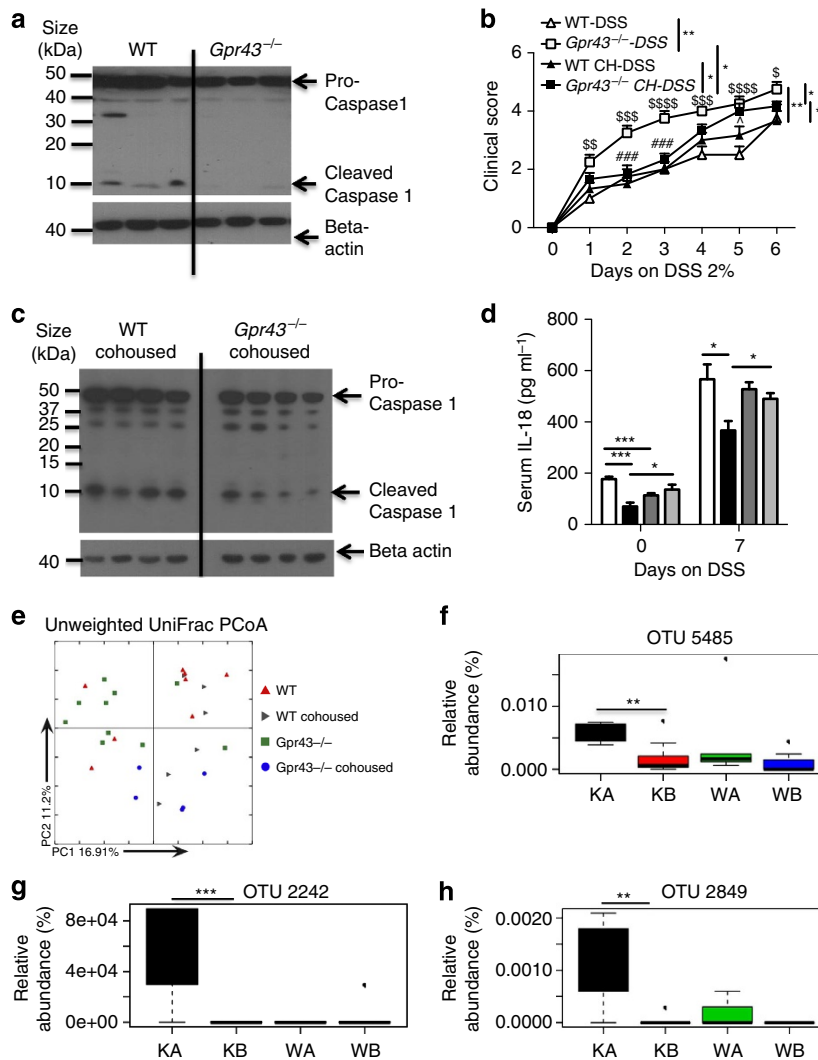 a
Size
(kDa)
WT
Gpr43−/−
50
40
30
20
10
40
Pro-
Caspase1
Cleaved
Caspase 1
Beta-
actin
b
WT-DSS
Gpr43−/−-DSS
WT CH-DSS
Gpr43−/− CH-DSS
**
*
*
Clinical score
6
4
2
0
$$
$$$
$$$$
$$$
$$$$
$
###
###
^
**
*
0 1 2 3 4 5 6
Days on DSS 2%
c
Size
(kDa)
WT
cohoused
Gpr43−/−
cohoused
50
37
25
20
15
10
40
Pro-
Caspase 1
Cleaved
Caspase 1
Beta actin
d
Serum IL-18 (pg ml−1)
800
600
400
200
0
***
***
*
*
*
0 7
Days on DSS
e
Unweighted UniFrac PCoA
PC2 11.2%
PC1 16.91%
WT
WT cohoused
Gpr43−/−
Gpr43−/− cohoused
f
OTU 5485
Relative
abundance (%)
0.010
0.000
**
KA KB WA WB
g
OTU 2242
Relative
abundance (%)
8e+04
4e+04
0e+00
***
KA KB WA WB
h
OTU 2849
Relative
abundance (%)
0.0020
0.0010
0.0000
**
KA KB WA WB